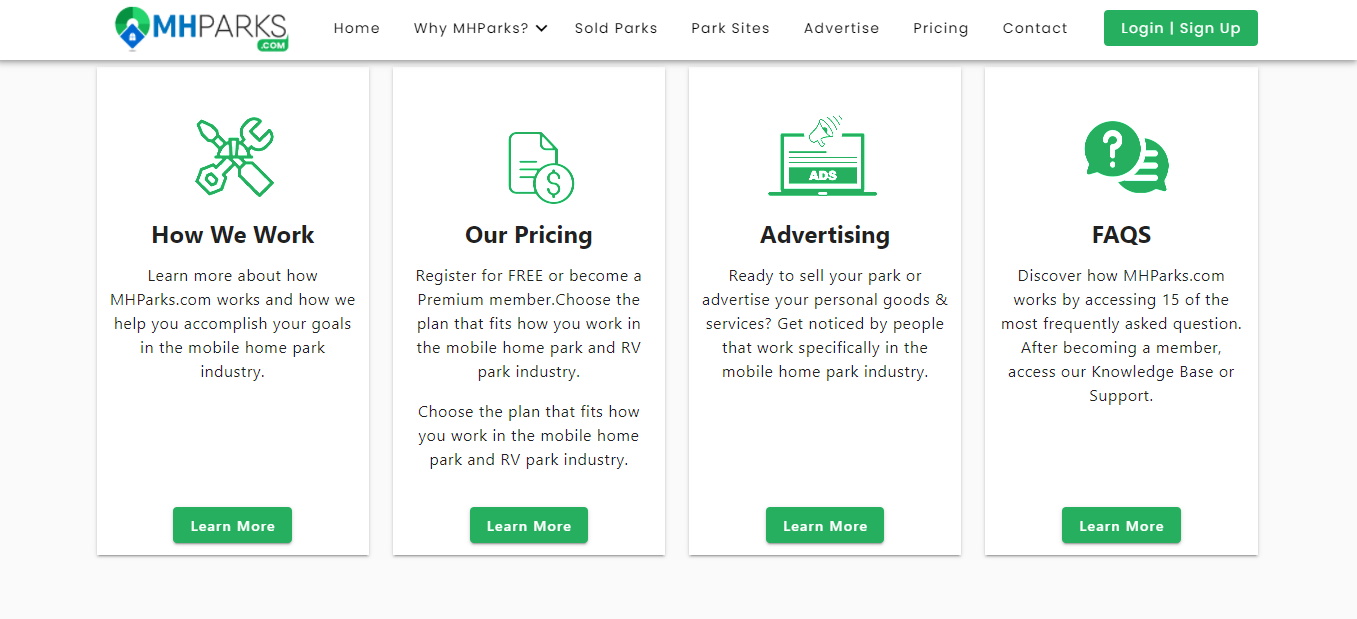 MHPARKS
.COM
Home
Why MHParks?
Sold Parks
Park Sites
Advertise
Pricing
Contact
Login | Sign Up
How We Work
Learn more about how
MHParks.com works and how we
help you accomplish your goals
in the mobile home park
industry.
Learn More
Our Pricing
Register for FREE or become a
Premium member.Choose the
plan that fits how you work in
the mobile home park and RV
park industry.
Choose the plan that fits how
you work in the mobile home
park and RV park industry.
Learn More
ADS
Advertising
Ready to sell your park or
advertise your personal goods &
services? Get noticed by people
that work specifically in the
mobile home park industry.
Learn More
?
FAQS
Discover how MHParks.com
works by accessing 15 of the
most frequently asked question.
After becoming a member,
access our Knowledge Base or
Support.
Learn More